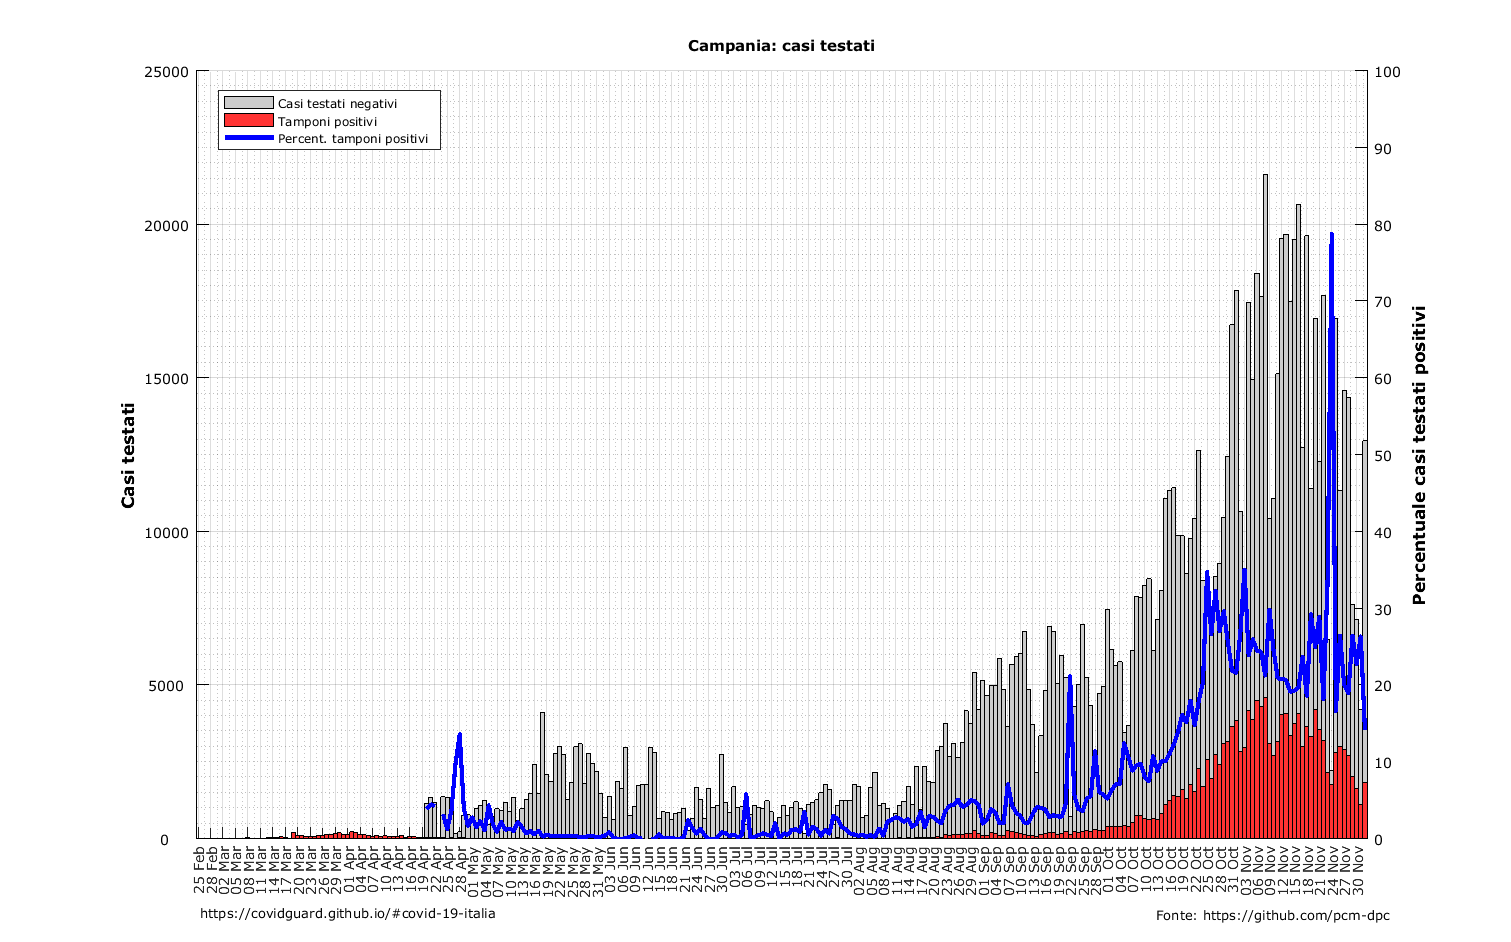 Campania: casi testati
25000
20000
15000
10000
5000
0
Casi testati
Casi testati negativi
Tamponi positivi
Percent. tamponi positivi
100
90
80
70
60
50
40
30
20
10
0
Percentuale casi testati positivi
25 Feb
28 Feb
02 Mar
05 Mar
08 Mar
11 Mar
14 Mar
17 Mar
20 Mar
23 Mar
26 Mar
29 Mar
01 Apr
04 Apr
07 Apr
10 Apr
13 Apr
16 Apr
19 Apr
22 Apr
25 Apr
28 Apr
01 May
04 May
07 May
10 May
13 May
16 May
19 May
22 May
25 May
28 May
31 May
03 Jun
06 Jun
09 Jun
12 Jun
15 Jun
18 Jun
21 Jun
24 Jun
27 Jun
30 Jun
03 Jul
06 Jul
09 Jul
12 Jul
15 Jul
18 Jul
21 Jul
24 Jul
27 Jul
30 Jul
02 Aug
05 Aug
08 Aug
11 Aug
14 Aug
17 Aug
20 Aug
23 Aug
26 Aug
29 Aug
01 Sep
04 Sep
07 Sep
10 Sep
13 Sep
16 Sep
19 Sep
22 Sep
25 Sep
28 Sep
01 Oct
04 Oct
07 Oct
10 Oct
13 Oct
16 Oct
19 Oct
22 Oct
25 Oct
28 Oct
31 Oct
03 Nov
06 Nov
09 Nov
12 Nov
15 Nov
18 Nov
21 Nov
24 Nov
27 Nov
30 Nov
https://covidguard.github.io/#covid-19-italia
Fonte: https://github.com/pcm-dpc